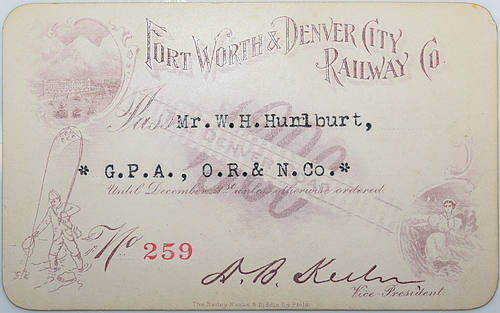 FORT WORTH & DENVER CITY
RAILWAY CO.
Pass Mr. W.H. Hurlburt,
* G.P.A., O.R.& N.Co.*
Until December 31st unless otherwise ordered
No 259
Vice-President.